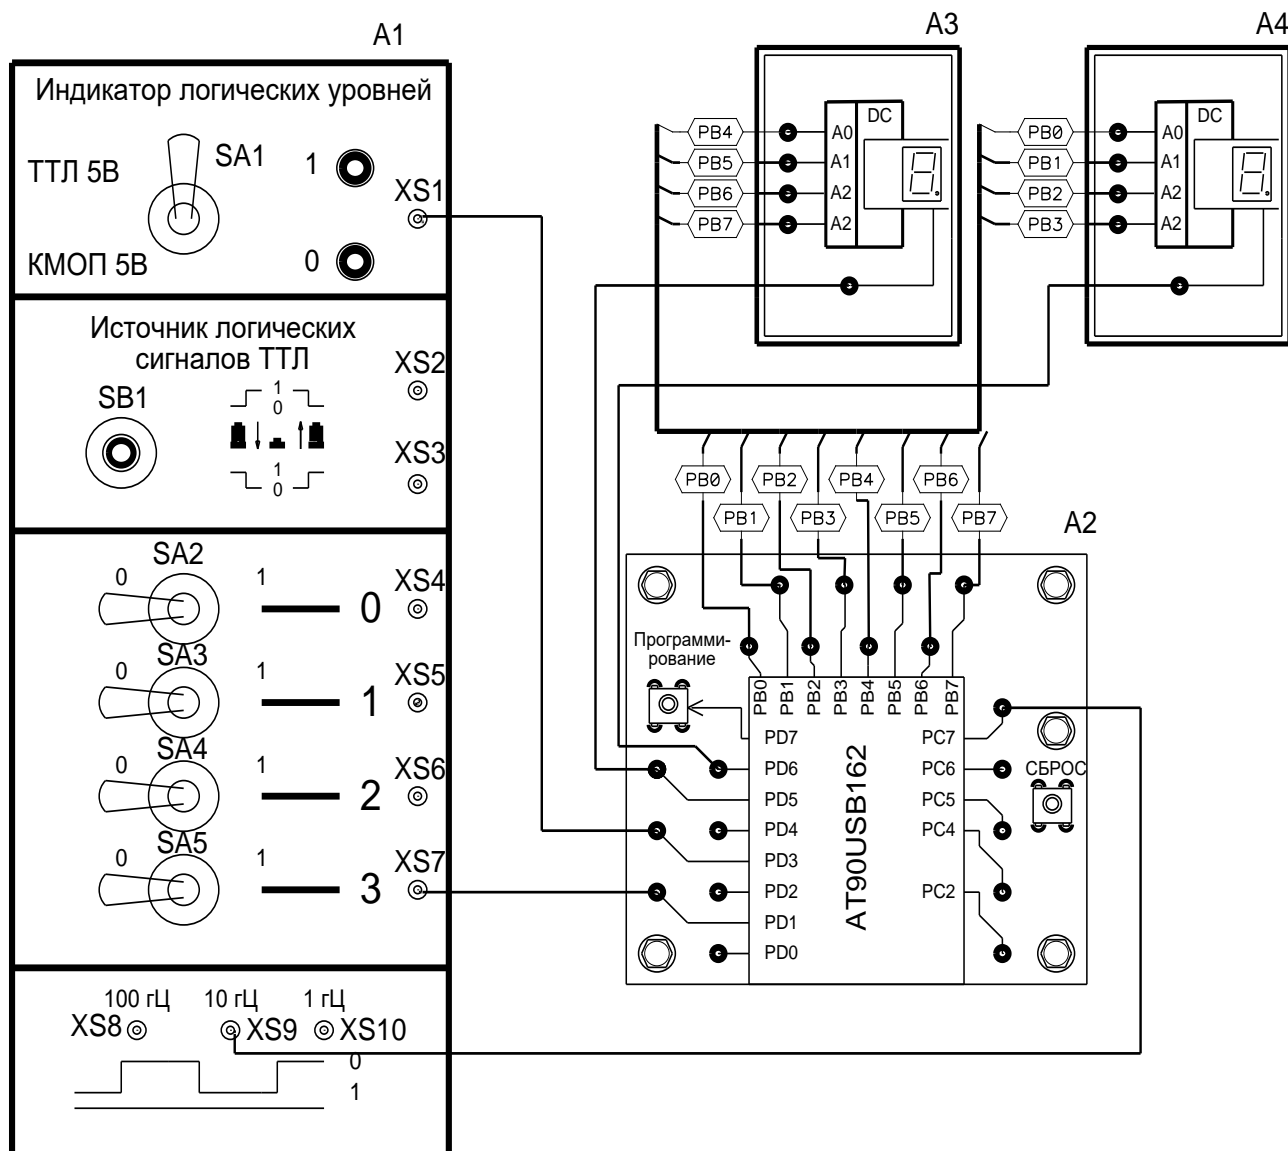 A1
Индикатор логических уровней
ТТЛ 5В
SA1
1
XS1
КМОП 5В
0
Источник логических
сигналов ТТЛ
XS2
SB1
1
0
XS3
1
0
SA2
0
1
0
XS4
SA3
0
1
1
XS5
SA4
0
1
2
XS6
SA5
0
1
3
XS7
100 гЦ
10 гЦ
1 гЦ
XS8
XS9
XS10
0
1
A3
DC
PB4
A0
PB5
A1
PB6
A2
PB7
A2
A4
DC
PB0
A0
PB1
A1
PB2
A2
PB3
A2
PB0
PB2
PB4
PB6
PB1
PB3
PB5
PB7
A2
Программи-
рование
PB0
PB1
PB2
PB3
PB4
PB5
PB6
PB7
PD7
PD6
PD5
PD4
PD3
PD2
PD1
PD0
AT90USB162
PC7
PC6
PC5
PC4
PC2
СБРОС